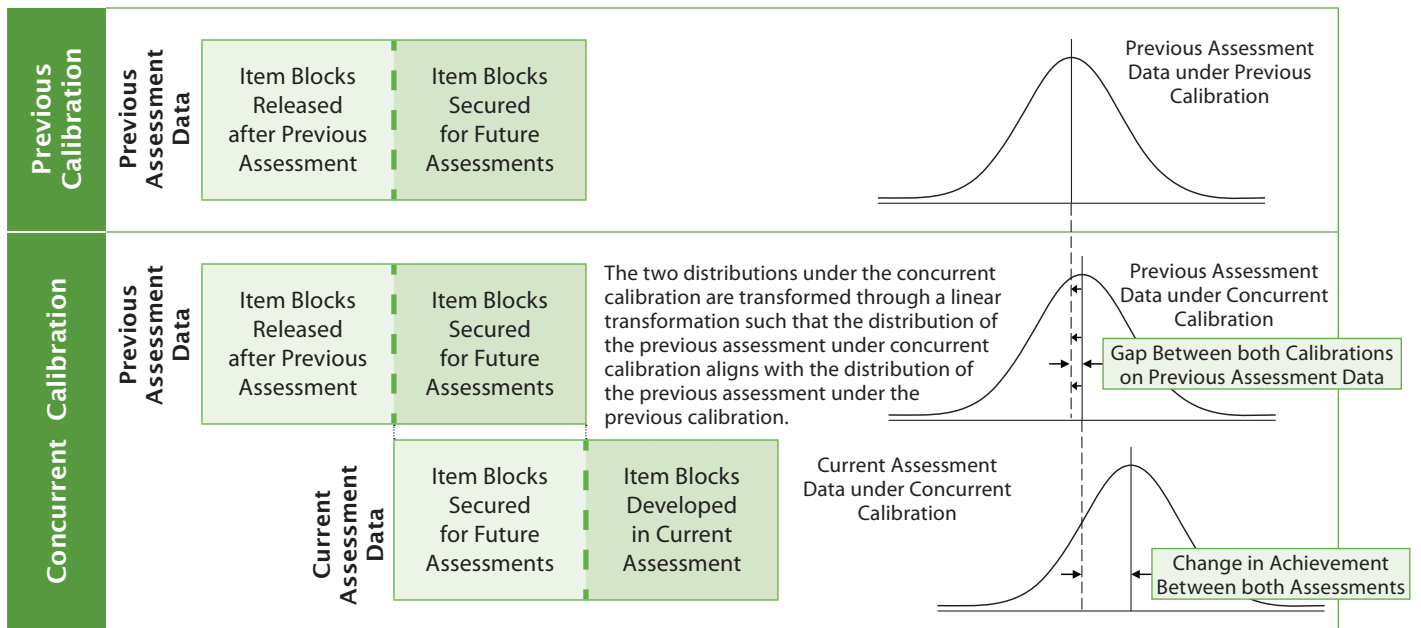 Previous
Calibration
Previous
Assessment
Data
Item Blocks
Released
after Previous
Assessment
Item Blocks
Secured
for Future
Assessments
Previous Assessment
Data under Previous
Calibration
Concurrent Calibration
Previous
Assessment
Data
Item Blocks
Released
after Previous
Assessment
Item Blocks
Secured
for Future
Assessments
The two distributions under the concurrent
calibration are transformed through a linear
transformation such that the distribution of
the previous assessment under concurrent
calibration aligns with the distribution of
the previous assessment under the
previous calibration.
Previous Assessment
Data under Concurrent
Calibration
Gap Between both Calibrations
on Previous Assessment Data
Current
Assessment
Data
Item Blocks
Secured
for Future
Assessments
Item Blocks
Developed
in Current
Assessment
Current Assessment
Data under Concurrent
Calibration
Change in Achievement
Between both Assessments